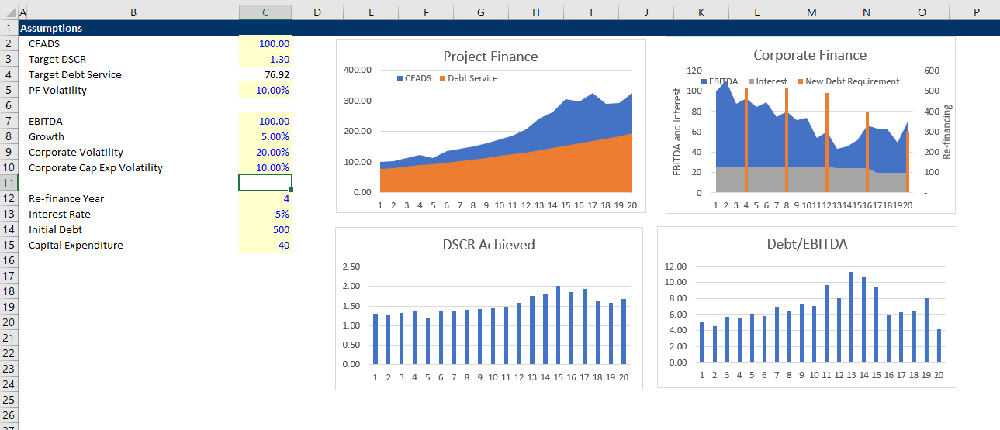 A B C D E F G H I J K L M N O P
1 Assumptions
2 CFADS 100.00
3 Target DSCR 1.30
4 Target Debt Service 76.92
5 PF Volatility 10.00%
6
7 EBITDA 100.00
8 Growth 5.00%
9 Corporate Volatility 20.00%
10 Corporate Cap Exp Volatility 10.00%
11
12 Re-finance Year 4
13 Interest Rate 5%
14 Initial Debt 500
15 Capital Expenditure 40
16
17
18
19
20
21
22
23
24
25
26
27
Project Finance
CFADS Debt Service
400.00
300.00
200.00
100.00
0.00
1 2 3 4 5 6 7 8 9 10 11 12 13 14 15 16 17 18 19 20
Corporate Finance
EBITDA Interest New Debt Requirement
EBITDA and Interest
120 600
100 500
80 400
60 300
40 200
20 100
0 -
Re-financing
1 2 3 4 5 6 7 8 9 1011121314151617181920
DSCR Achieved
2.50
2.00
1.50
1.00
0.50
0.00
1 2 3 4 5 6 7 8 9 10 11 12 13 14 15 16 17 18 19 20
Debt/EBITDA
12.00
10.00
8.00
6.00
4.00
2.00
0.00
1 2 3 4 5 6 7 8 9 10 11 12 13 14 15 16 17 18 19 20